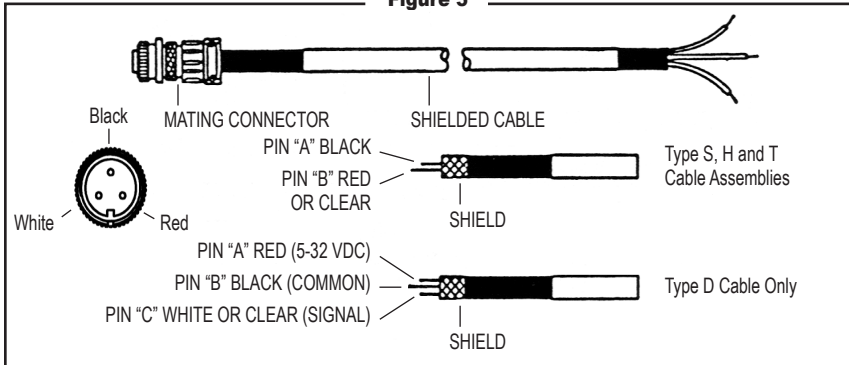 Figure 5
MATING CONNECTOR
SHIELDED CABLE
Black
White
Red
PIN “A” BLACK
PIN “B” RED
OR CLEAR
SHIELD
Type S, H and T
Cable Assemblies
PIN “A” RED (5-32 VDC)
PIN “B” BLACK (COMMON)
PIN “C” WHITE OR CLEAR (SIGNAL)
SHIELD
Type D Cable Only